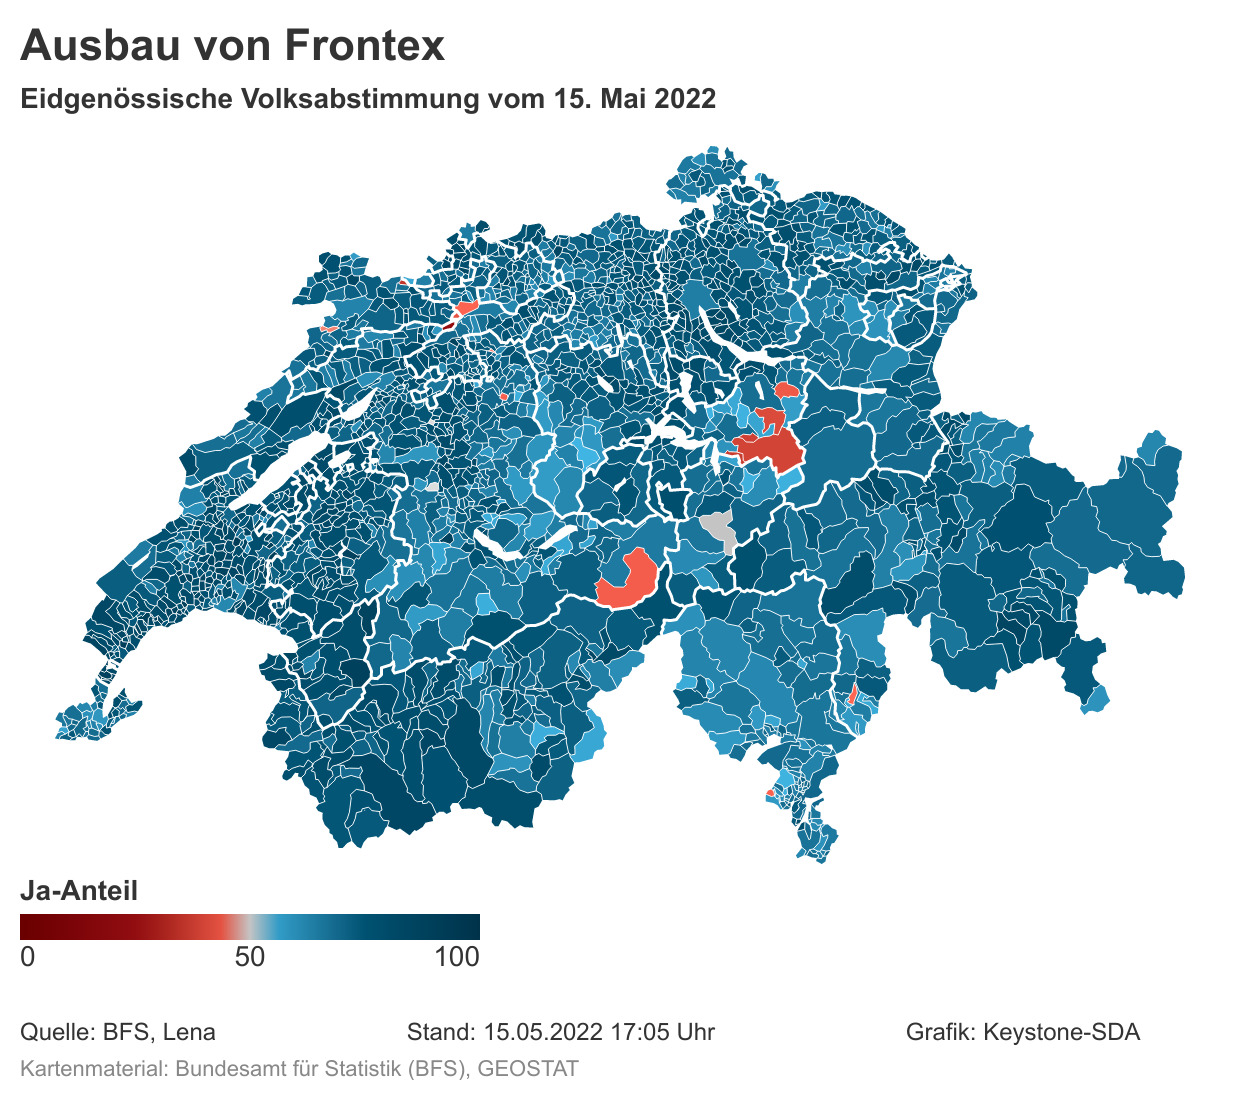 Ausbau von Frontex
Eidgenössische Volksabstimmung vom 15. Mai 2022
Ja-Anteil
0 50 100
Quelle: BFS, Lena Stand: 15.05.2022 17:05 Uhr Grafik: Keystone-SDA
Kartenmaterial: Bundesamt für Statistik (BFS), GEOSTAT